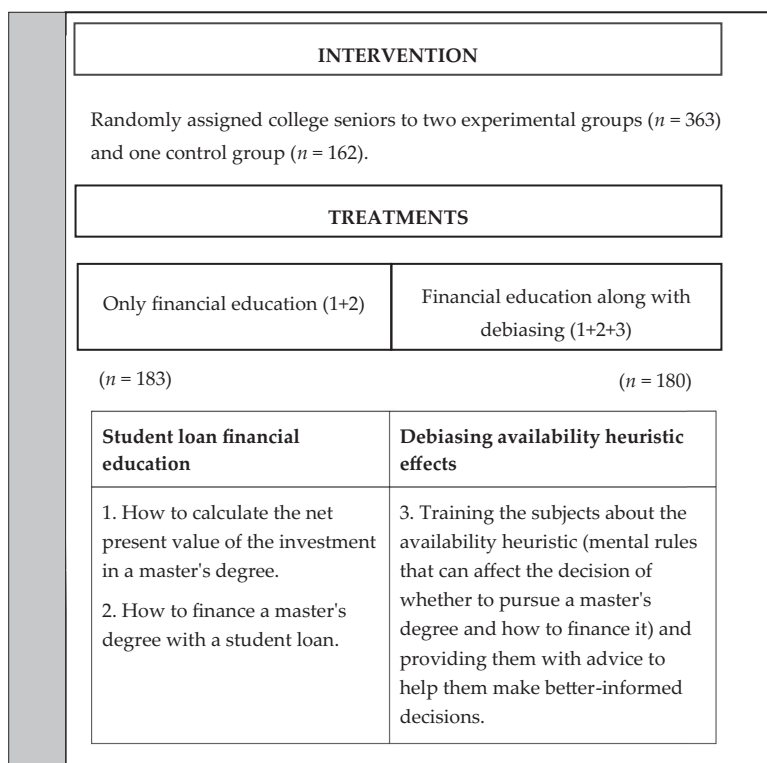 INTERVENTION
Randomly assigned college seniors to two experimental groups (n = 363)
and one control group (n = 162).
TREATMENTS
Only financial education (1+2)
Financial education along with
debiasing (1+2+3)
(n = 183)
(n = 180)
Student loan financial
education
Debiasing availability heuristic
effects
1. How to calculate the net
present value of the investment
in a master's degree.
2. How to finance a master's
degree with a student loan.
3. Training the subjects about the
availability heuristic (mental rules
that can affect the decision of
whether to pursue a master's
degree and how to finance it) and
providing them with advice to
help them make better-informed
decisions.